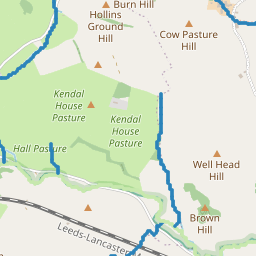 Burn Hill
Hollins
Ground
Hill
Cow Pasture
Hill
Kendal
House
Pasture
Kendal
House
Pasture
Hall Pasture
Well Head
Hill
Brown
Hill
Leeds-Lancaster